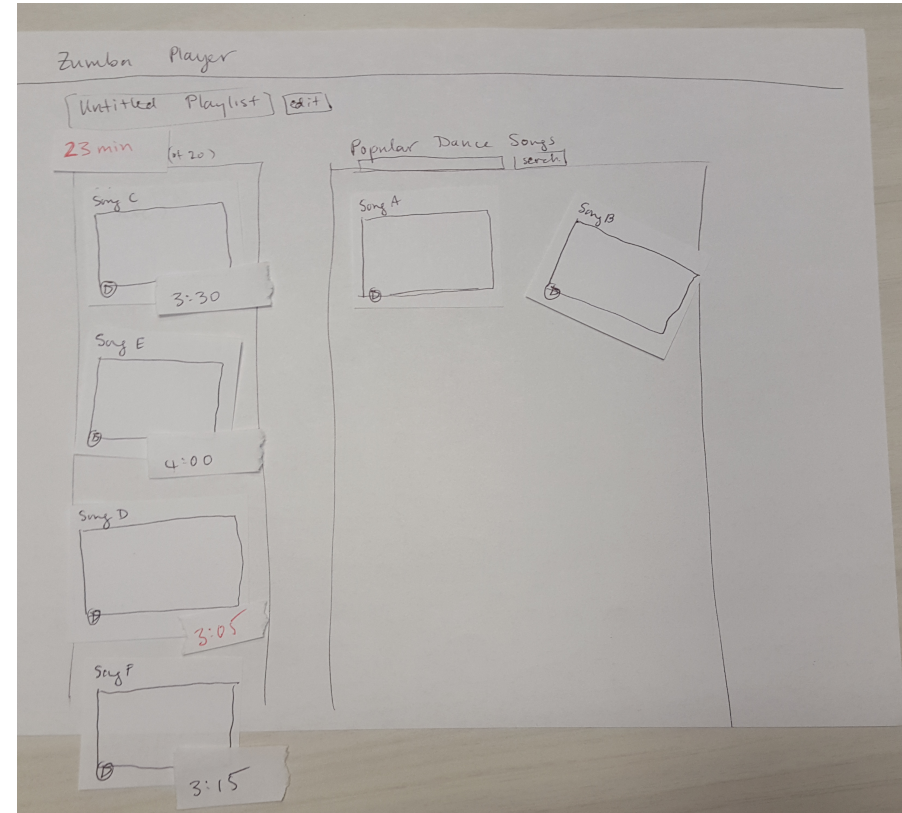 Zumba Player
Untitled Playlist edit
23 min (of 20)
Song C
3:30
Song E
4:00
Song D
3:05
Song F
3:15
Popular Dance Songs
serch
Song A
Song B